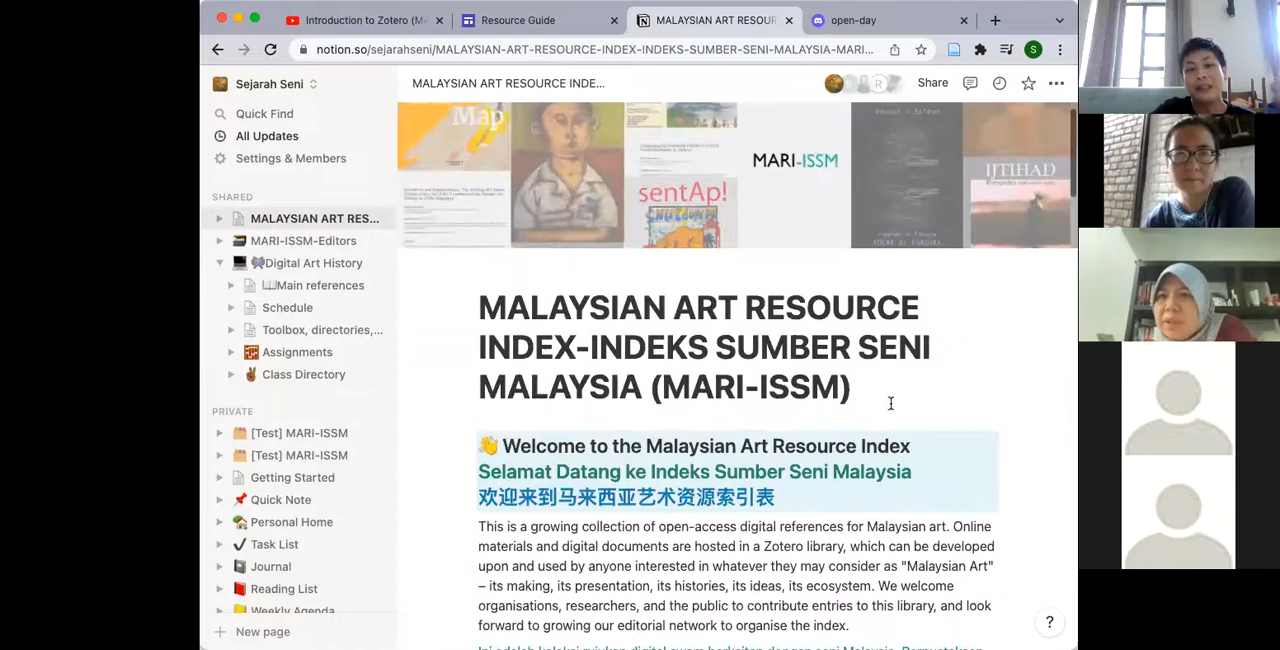 Introduction to Zotero (MA
Resource Guide
MALAYSIAN ART RESOUR
open-day
notion.so/sejarahseni/MALAYSIAN-ART-RESOURCE-INDEX-INDEKS-SUMBER-SENI-MALAYSIA-MARI...
S
Sejarah Seni
MALAYSIAN ART RESOURCE INDE...
R
Share
Quick Find
All Updates
Settings & Members
SHARED
MALAYSIAN ART RES...
MARI-ISSM-Editors
Digital Art History
Main references
Schedule
Toolbox, directories,...
Assignments
Class Directory
PRIVATE
[Test] MARI-ISSM
[Test] MARI-ISSM
Getting Started
Quick Note
Personal Home
Task List
Journal
Reading List
Weekly Agenda
New page
Map
sentAp!
MARI-ISSM
IJTIHAD
MALAYSIAN ART RESOURCE
INDEX-INDEKS SUMBER SENI
MALAYSIA (MARI-ISSM)
👋 Welcome to the Malaysian Art Resource Index
Selamat Datang ke Indeks Sumber Seni Malaysia
欢迎来到马来西亚艺术资源索引表
This is a growing collection of open-access digital references for Malaysian art. Online
materials and digital documents are hosted in a Zotero library, which can be developed
upon and used by anyone interested in whatever they may consider as "Malaysian Art"
– its making, its presentation, its histories, its ideas, its ecosystem. We welcome
organisations, researchers, and the public to contribute entries to this library, and look
forward to growing our editorial network to organise the index.
?